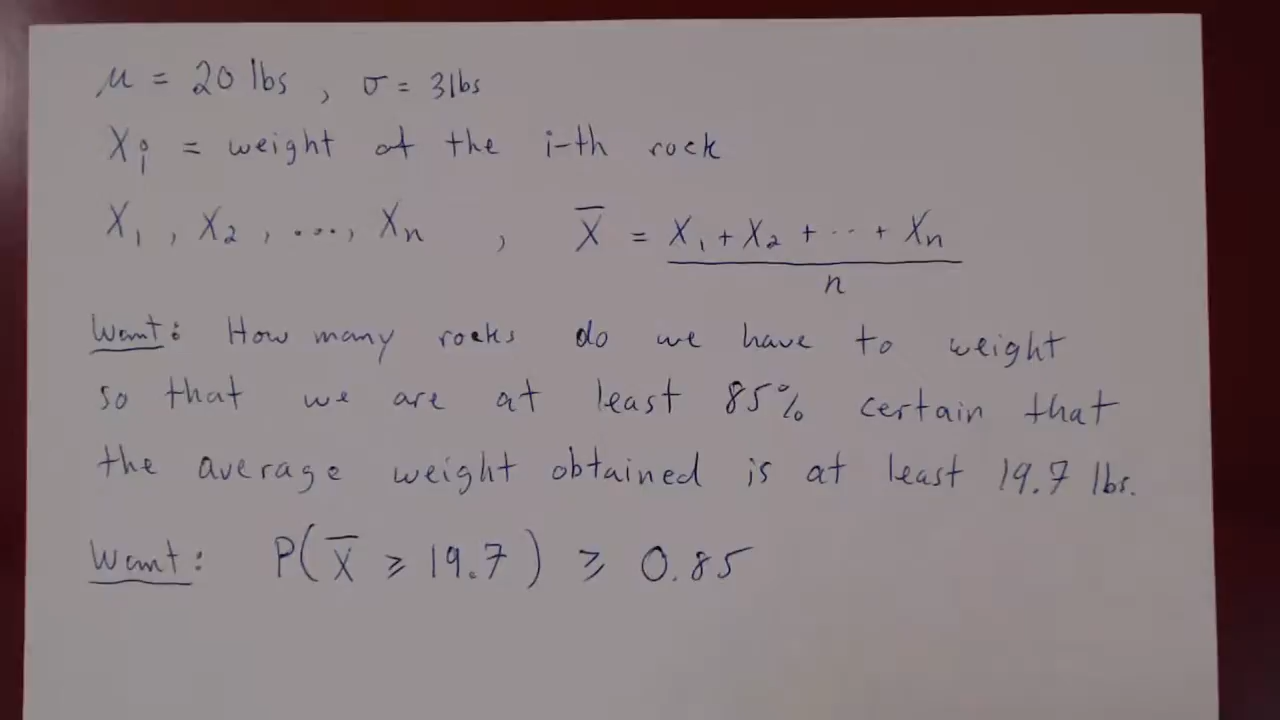 μ = 20 lbs , σ = 3lbs
Xᵢ = weight of the i-th rock
X₁ , X₂ , ..., Xₙ , X̅ = (X₁ + X₂ + ... + Xₙ) / n
Want: How many rocks do we have to weight
so that we are at least 85% certain that
the average weight obtained is at least 19.7 lbs.
Want: P(X̅ ≥ 19.7) ≥ 0.85